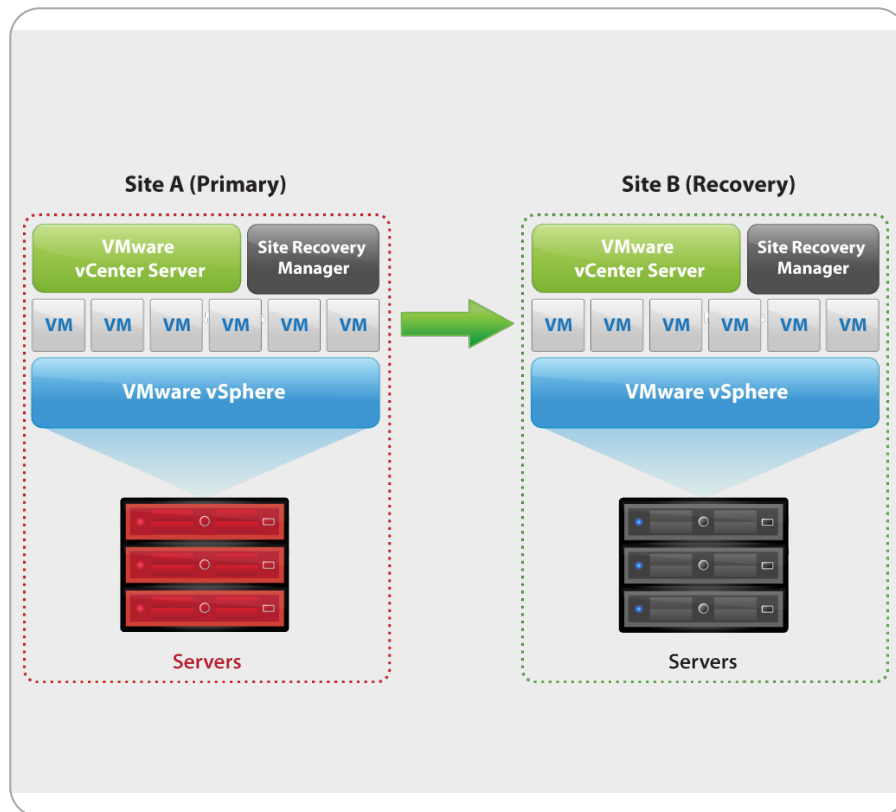 Site A (Primary)
VMware
vCenter Server
Site Recovery
Manager
VM VM VM VM VM VM
VMware vSphere
Servers
Site B (Recovery)
VMware
vCenter Server
Site Recovery
Manager
VM VM VM VM VM VM
VMware vSphere
Servers